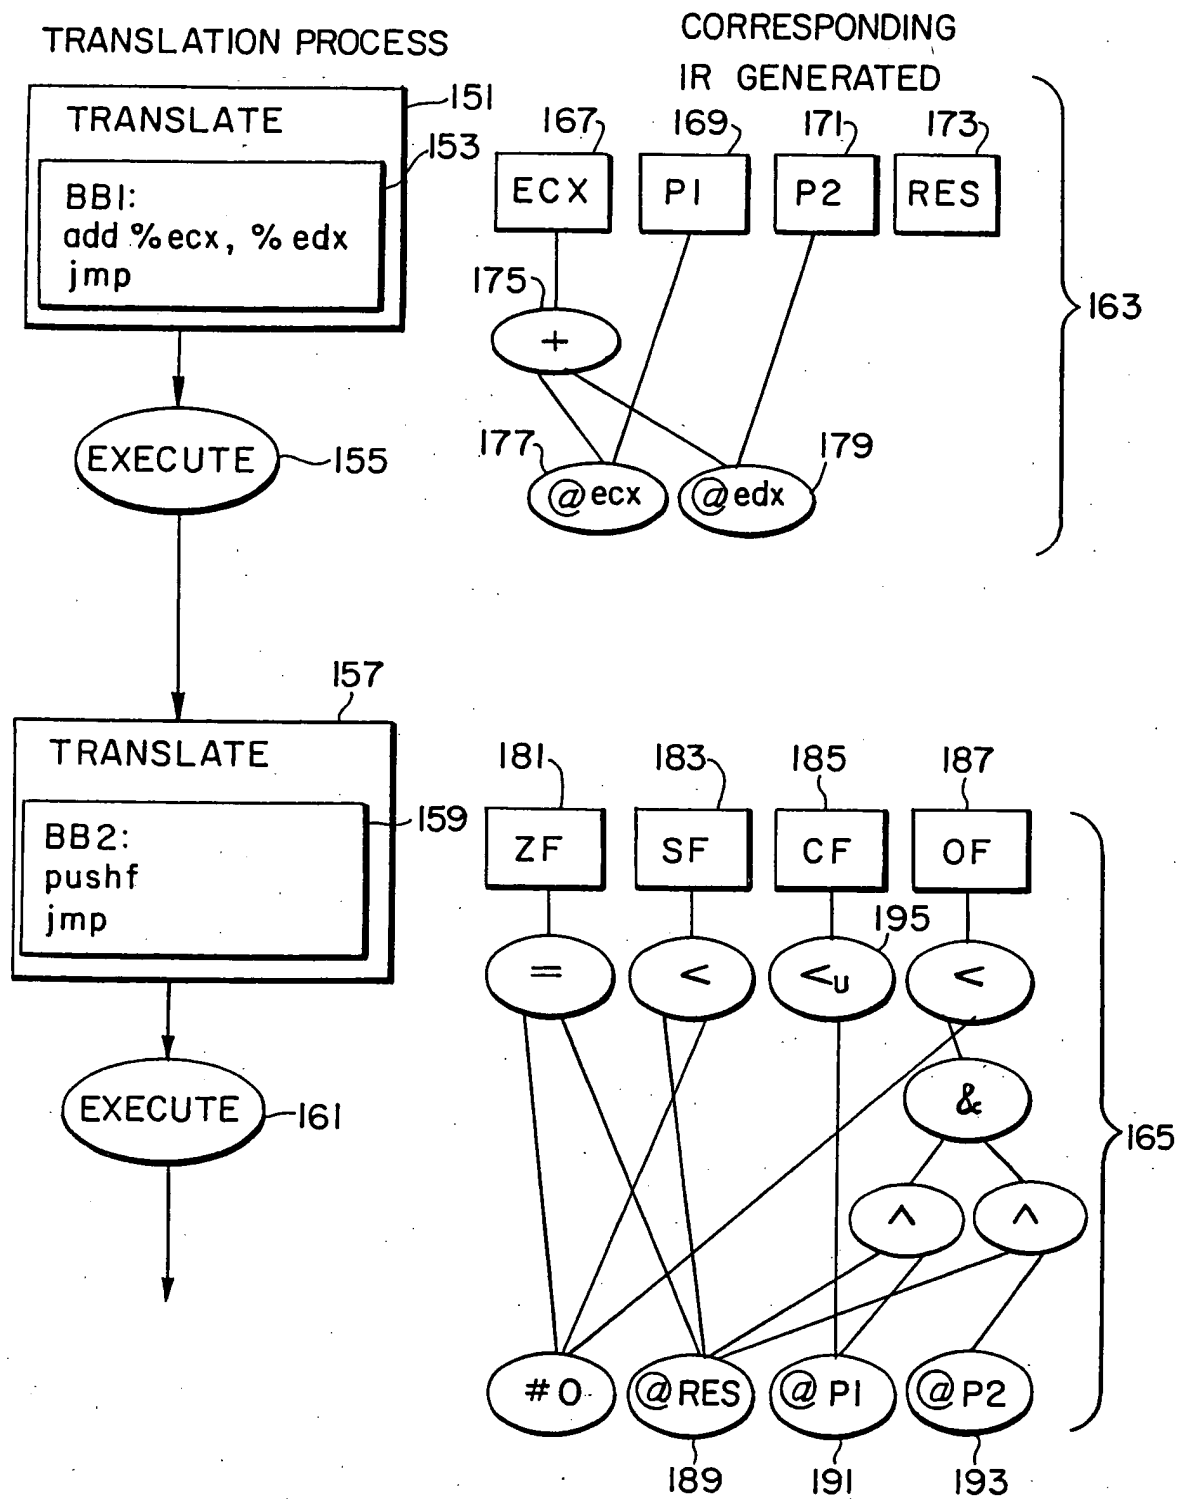 TRANSLATION PROCESS
CORRESPONDING
IR GENERATED
TRANSLATE
151
153
BB1:
add %ecx, %edx
jmp
167
169
171
173
ECX
P1
P2
RES
175
+
163
EXECUTE
155
177
@ecx
@edx
179
157
TRANSLATE
159
BB2:
pushf
jmp
181
183
185
187
ZF
SF
CF
OF
195
=
<
<u
<
EXECUTE
161
&
165
^
^
#0
@RES
@P1
@P2
189
191
193